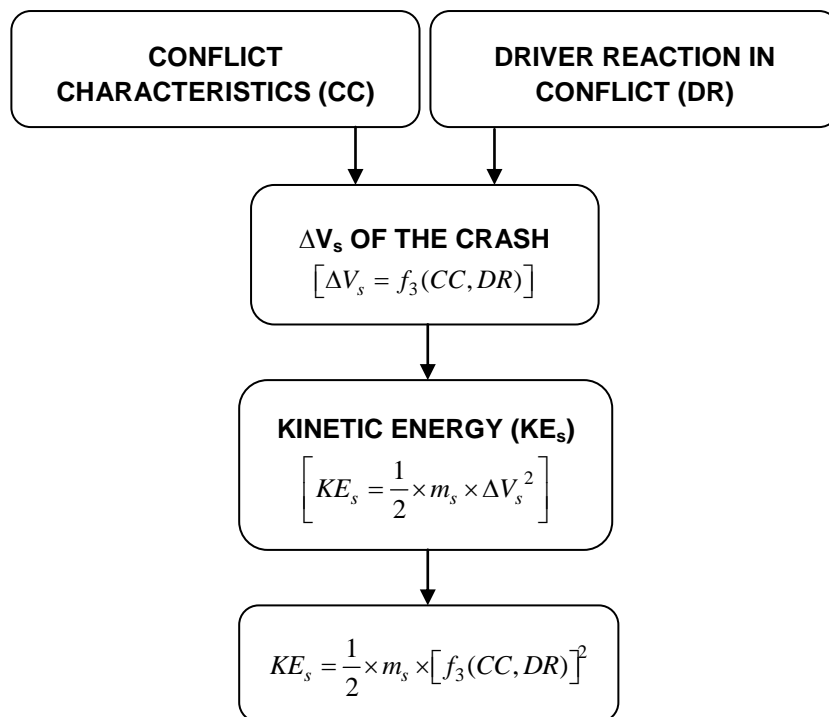 CONFLICT
CHARACTERISTICS (CC)
DRIVER REACTION IN
CONFLICT (DR)
ΔVₛ OF THE CRASH
[ΔVₛ = f₃(CC, DR)]
KINETIC ENERGY (KEₛ)
[KEₛ = 1/2 × mₛ × ΔVₛ²]
KEₛ = 1/2 × mₛ × [f₃(CC, DR)]²